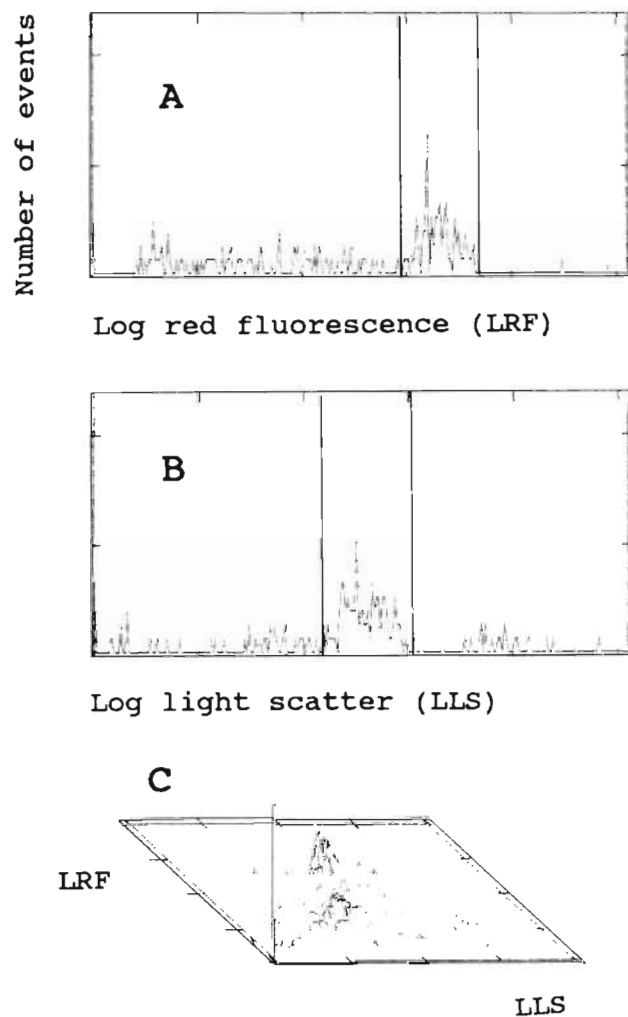 Number of events
A
Log red fluorescence (LRF)
B
Log light scatter (LLS)
C
LRF
LLS